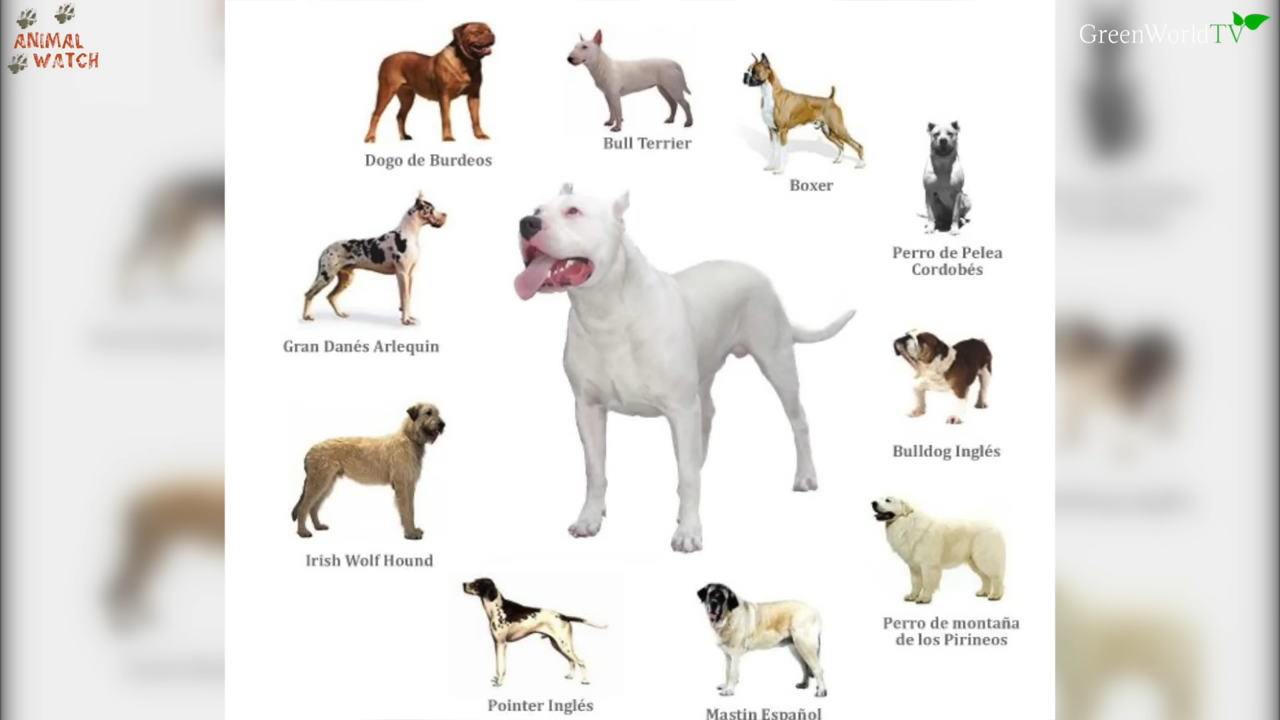 ANIMAL
WATCH
GreenWorldTV
Dogo de Burdeos
Bull Terrier
Boxer
Perro de Pelea
Cordobés
Gran Danés Arlequin
Bulldog Inglés
Irish Wolf Hound
Perro de montaña
de los Pirineos
Pointer Inglés
Mastin Español